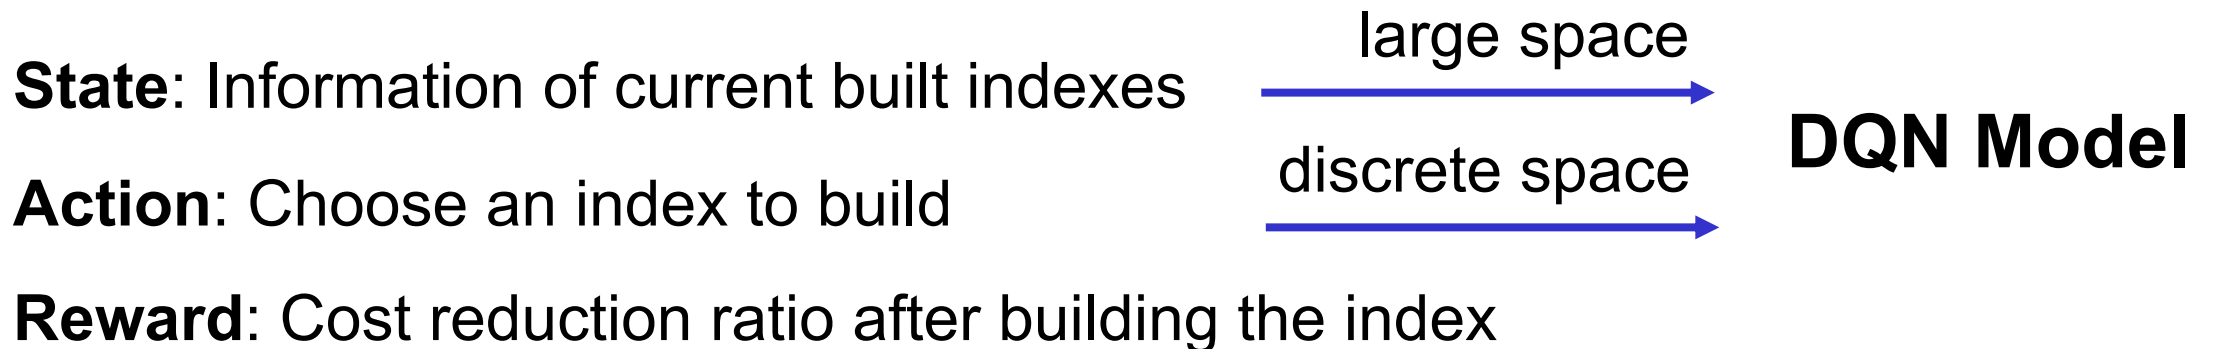 large space
State: Information of current built indexes
DQN Model
discrete space
Action: Choose an index to build
Reward: Cost reduction ratio after building the index